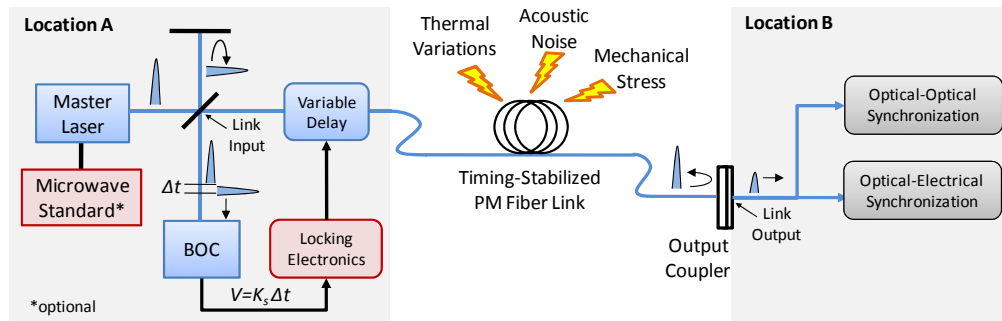 Location A
Master
Laser
Microwave
Standard*
*optional
Link
Input
Δt
BOC
V=KsΔt
Variable
Delay
Locking
Electronics
Thermal
Variations
Acoustic
Noise
Mechanical
Stress
Timing-Stabilized
PM Fiber Link
Output
Coupler
Location B
Link
Output
Optical-Optical
Synchronization
Optical-Electrical
Synchronization